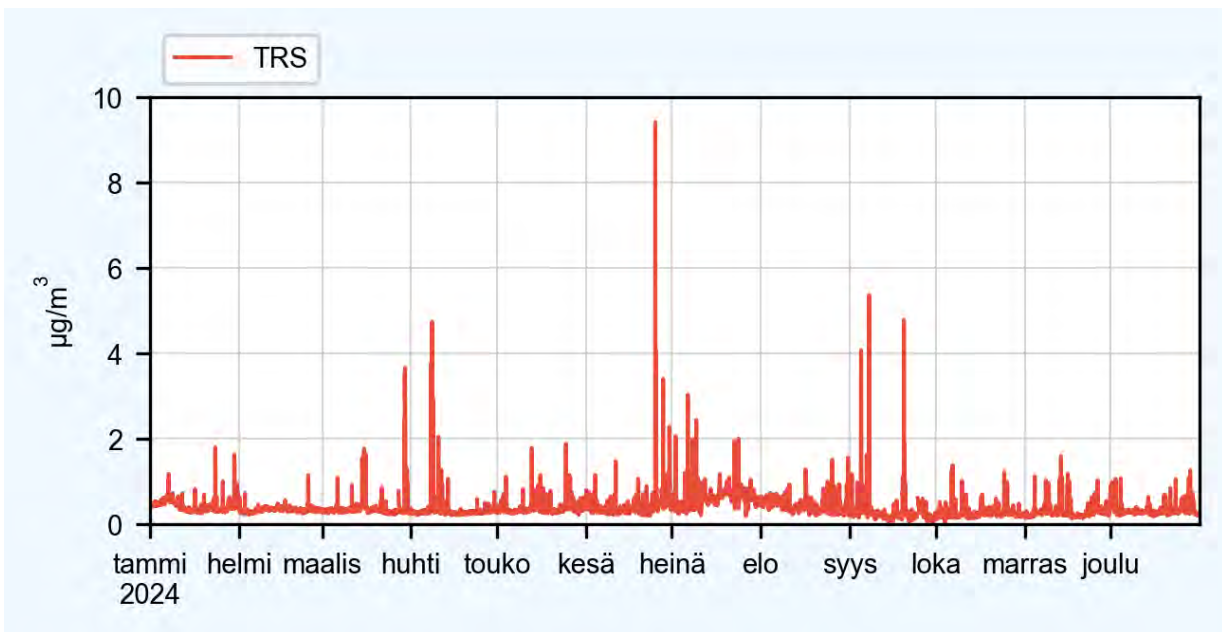 TRS
10
8
6
4
2
0
µg/m³
tammi helmi maalis huhti touko kesä heinä elo syys loka marras joulu
2024